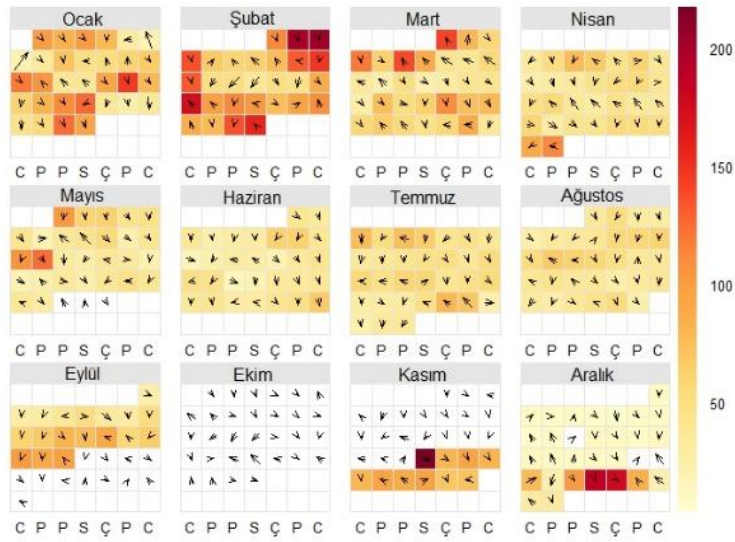 Ocak Şubat Mart Nisan
200
150
C P P S Ç P C C P P S Ç P C C P P S Ç P C C P P S Ç P C
Mayıs Haziran Temmuz Ağustos
100
C P P S Ç P C C P P S Ç P C C P P S Ç P C C P P S Ç P C
Eylül Ekim Kasım Aralık
50
C P P S Ç P C C P P S Ç P C C P P S Ç P C C P P S Ç P C